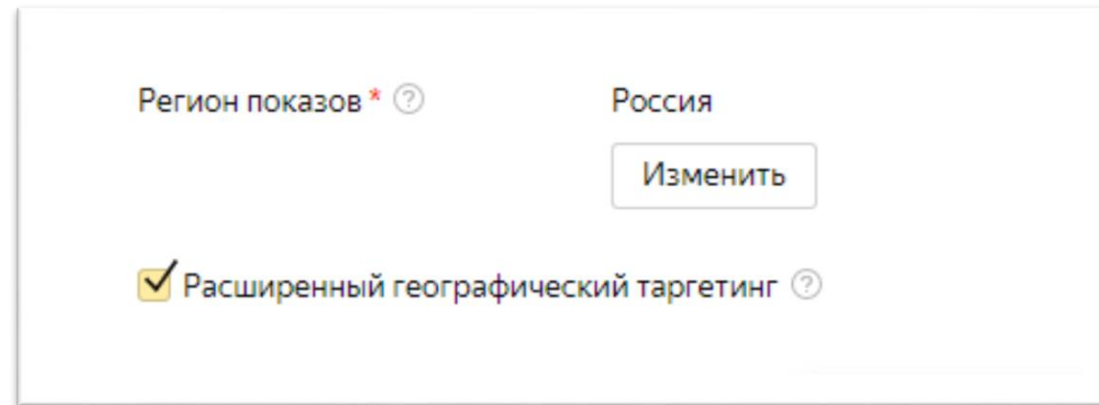 Регион показов * ? Россия
Изменить
Расширенный географический таргетинг ?